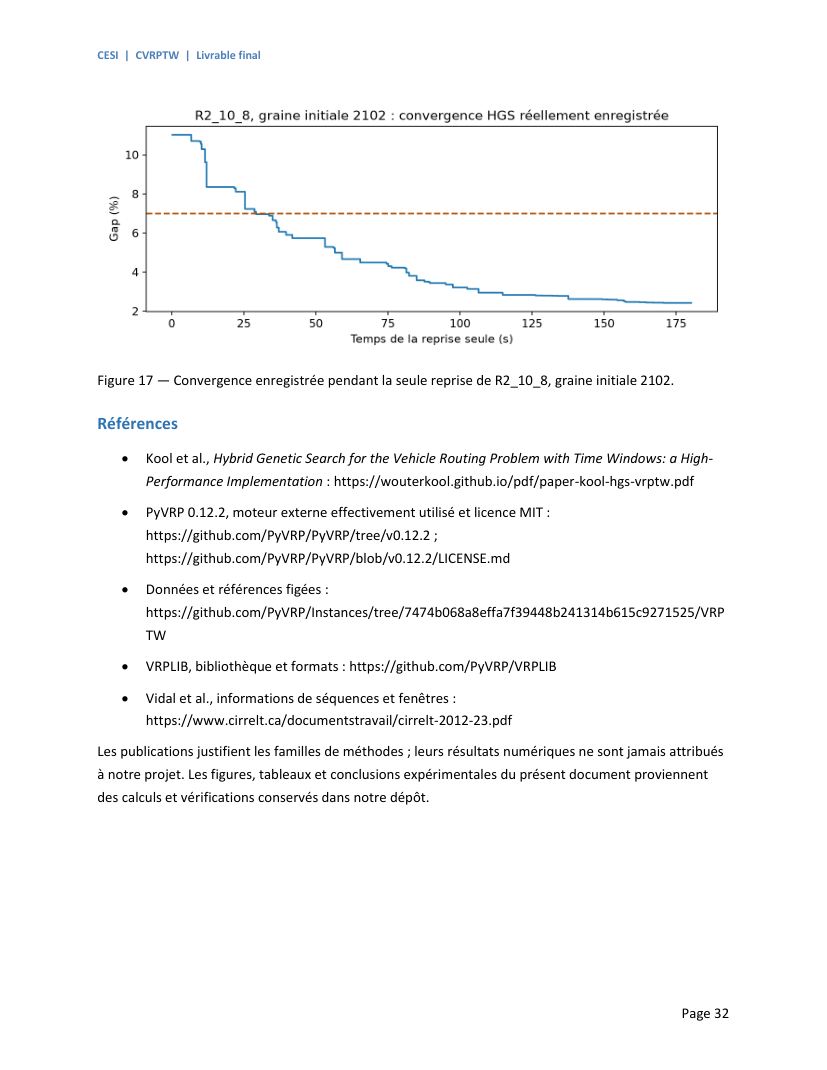 CESI | CVRPTW | Livrable final
R2_10_8, graine initiale 2102 : convergence HGS réellement enregistrée
Gap (%)
10
8
6
4
2
0 25 50 75 100 125 150 175
Temps de la reprise seule (s)
Figure 17 — Convergence enregistrée pendant la seule reprise de R2_10_8, graine initiale 2102.
Références
• Kool et al., Hybrid Genetic Search for the Vehicle Routing Problem with Time Windows: a High-
Performance Implementation : https://wouterkool.github.io/pdf/paper-kool-hgs-vrptw.pdf
• PyVRP 0.12.2, moteur externe effectivement utilisé et licence MIT :
https://github.com/PyVRP/PyVRP/tree/v0.12.2 ;
https://github.com/PyVRP/PyVRP/blob/v0.12.2/LICENSE.md
• Données et références figées :
https://github.com/PyVRP/Instances/tree/7474b068a8effa7f39448b241314b615c9271525/VRP
TW
• VRPLIB, bibliothèque et formats : https://github.com/PyVRP/VRPLIB
• Vidal et al., informations de séquences et fenêtres :
https://www.cirrelt.ca/documentstravail/cirrelt-2012-23.pdf
Les publications justifient les familles de méthodes ; leurs résultats numériques ne sont jamais attribués
à notre projet. Les figures, tableaux et conclusions expérimentales du présent document proviennent
des calculs et vérifications conservés dans notre dépôt.
Page 32